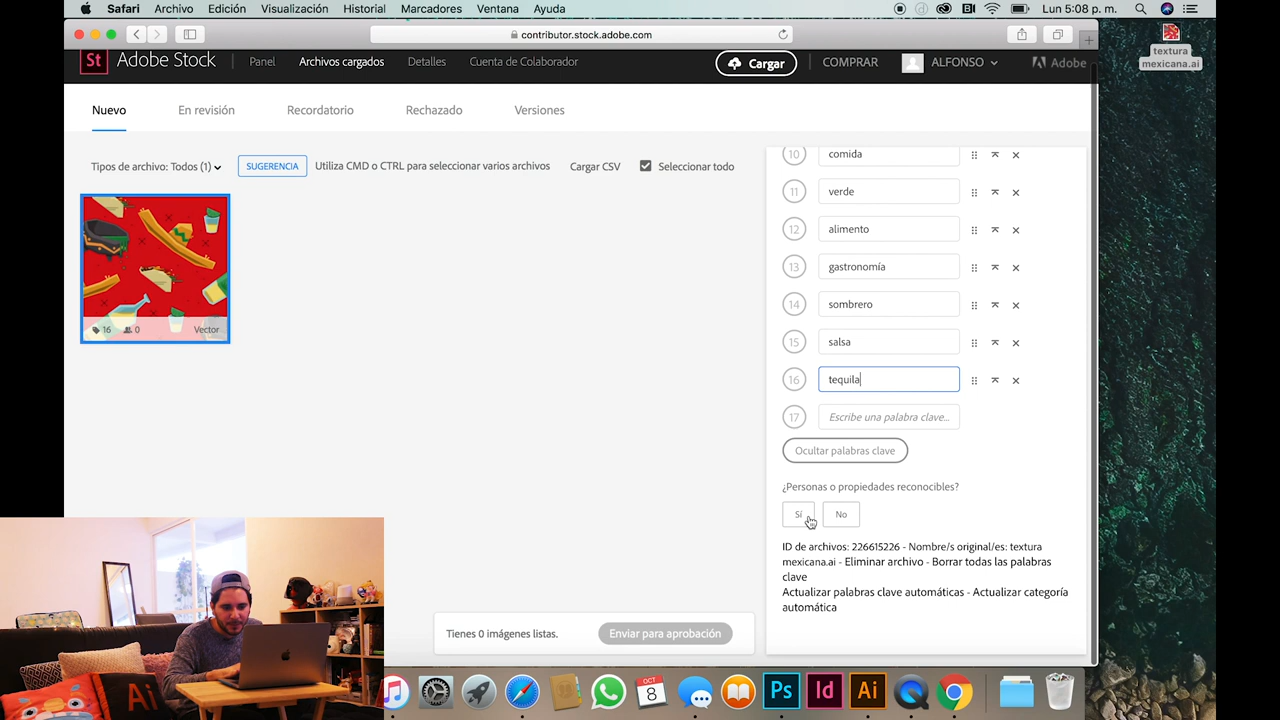 Safari Archivo Edición Visualización Historial Marcadores Ventana Ayuda Lun 5:08 p. m.
contributor.stock.adobe.com
textura
mexicana.ai
St Adobe Stock Panel Archivos cargados Detalles Cuenta de Colaborador Cargar COMPRAR ALFONSO Adobe
Nuevo En revisión Recordatorio Rechazado Versiones
Tipos de archivo: Todos (1) SUGERENCIA Utiliza CMD o CTRL para seleccionar varios archivos Cargar CSV Seleccionar todo
16 0 Vector
10 comida
11 verde
12 alimento
13 gastronomía
14 sombrero
15 salsa
16 tequila
17 Escribe una palabra clave...
Ocultar palabras clave
¿Personas o propiedades reconocibles?
Sí No
ID de archivos: 226615226 - Nombre/s original/es: textura
mexicana.ai - Eliminar archivo - Borrar todas las palabras
clave
Actualizar palabras clave automáticas - Actualizar categoría
automática
Tienes 0 imágenes listas. Enviar para aprobación
OCT
8 Ps Id Ai
Ai